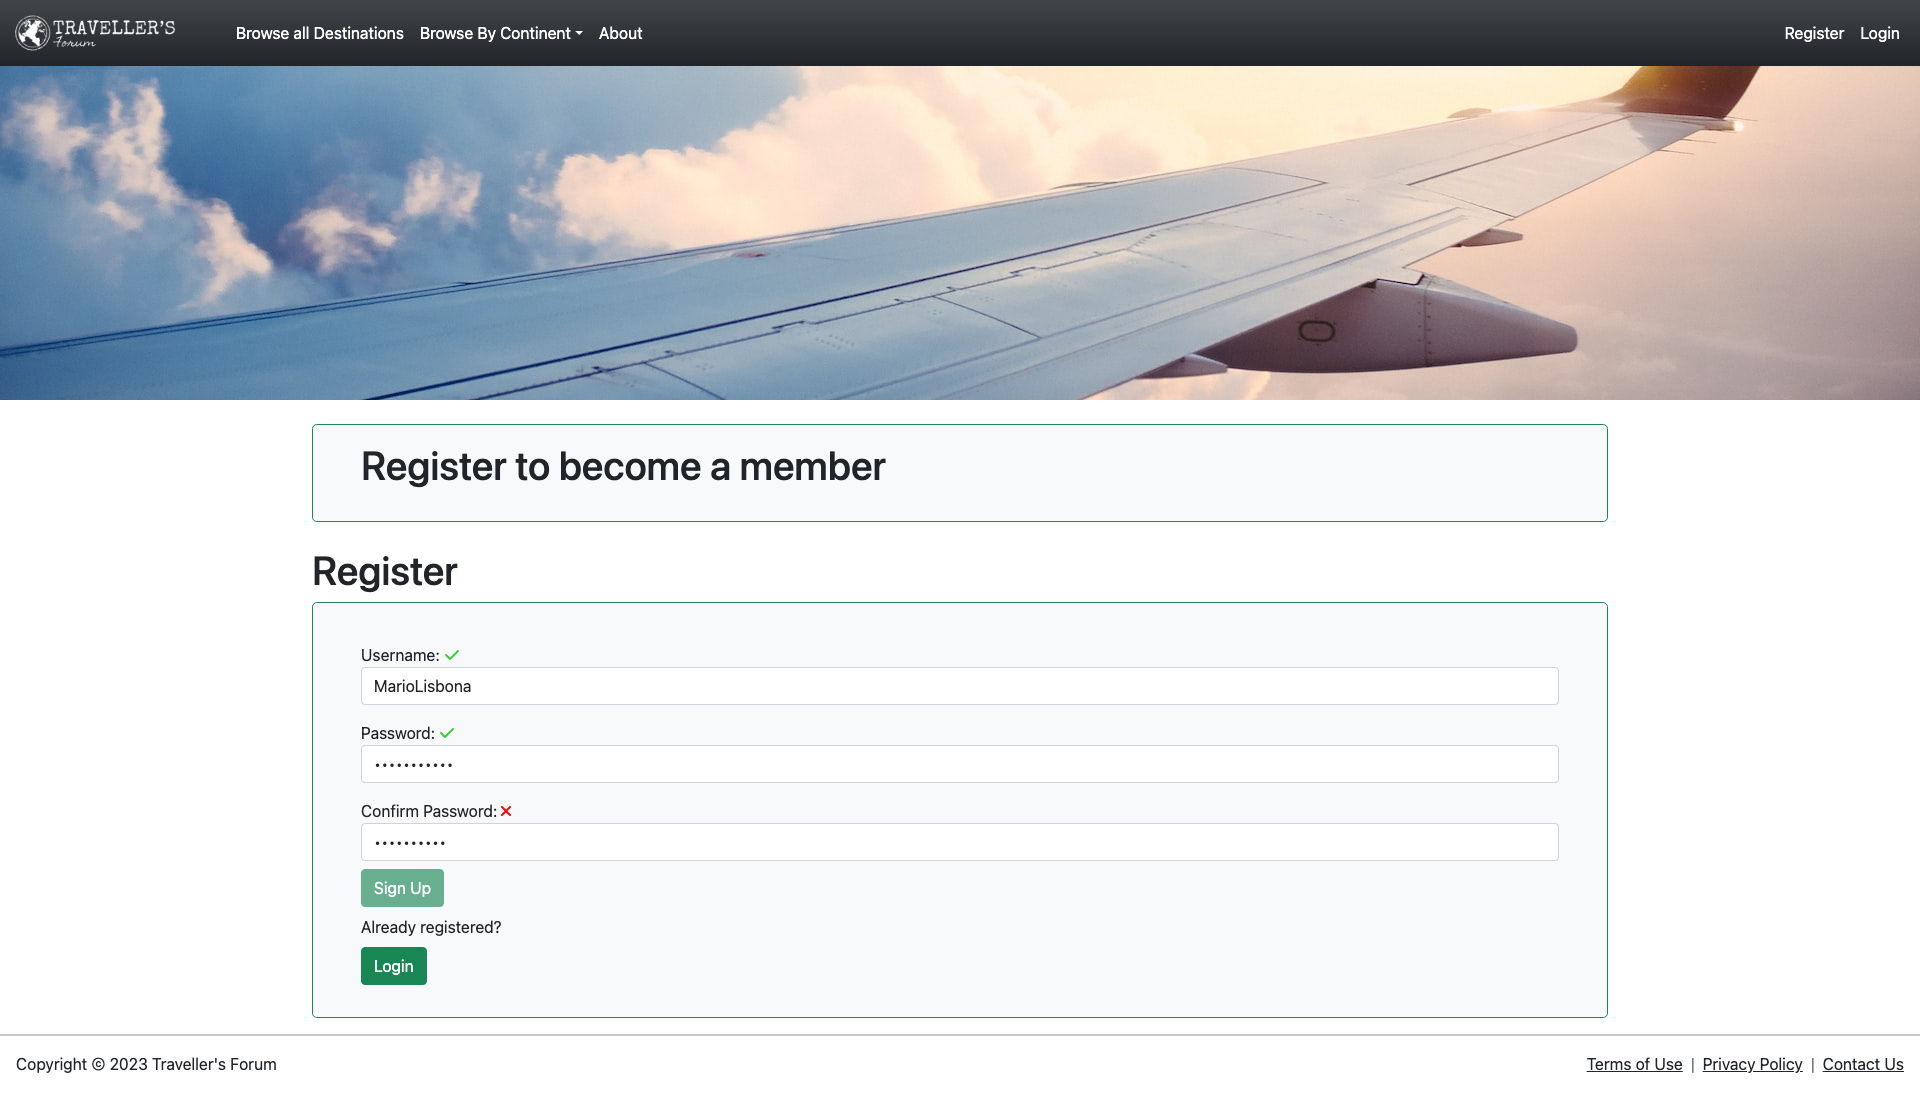 TRAVELLER'S
Forum
Browse all Destinations Browse By Continent About
Register Login
Register to become a member
Register
Username:
MarioLisbona
Password:
•••••••••••
Confirm Password:
••••••••••
Sign Up
Already registered?
Login
Copyright © 2023 Traveller's Forum
Terms of Use | Privacy Policy | Contact Us